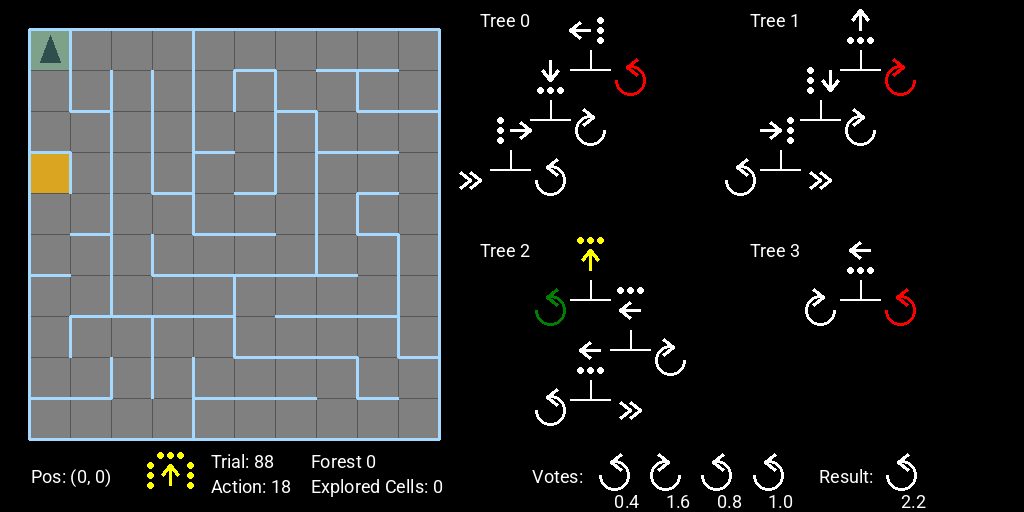 Tree 0
Tree 1
Tree 2
Tree 3
Pos: (0, 0)
Trial: 88
Forest 0
Action: 18
Explored Cells: 0
Votes:
0.4
1.6
0.8
1.0
Result:
2.2